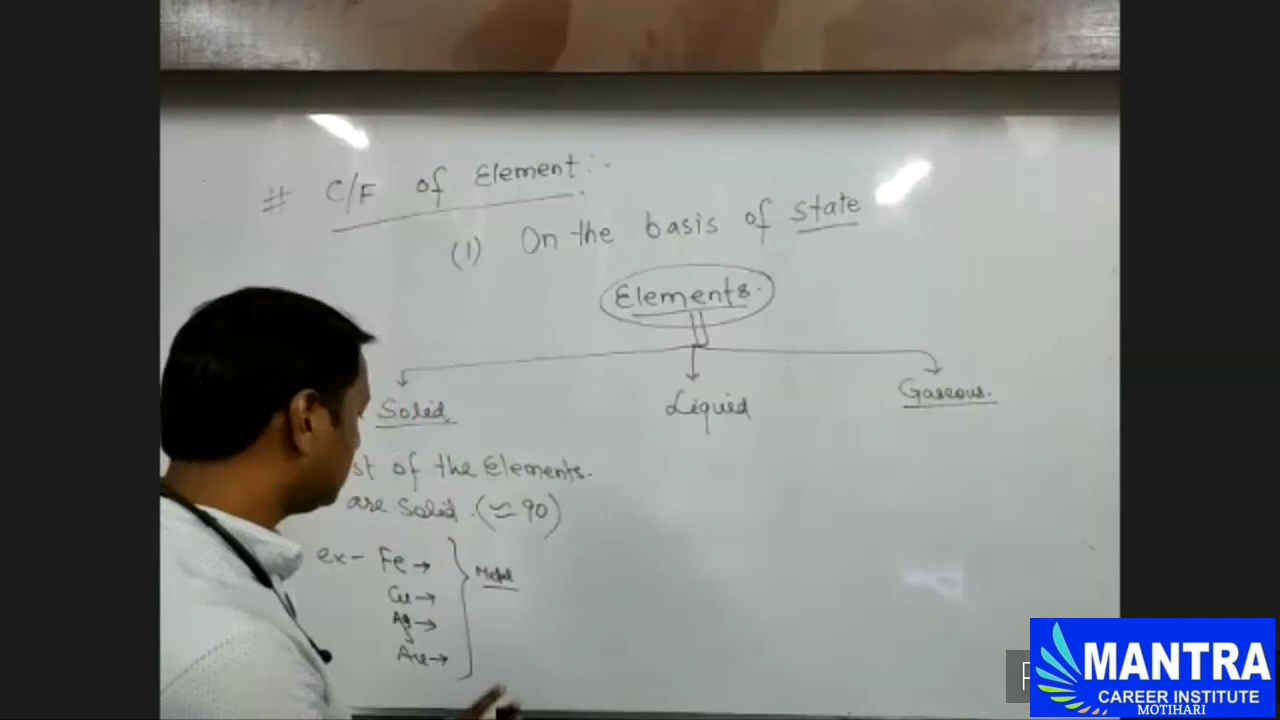 # C/F of Element :-
(1) On the basis of state
Elements.
Solid Liquid Gaseous.
st of the Elements.
are Solid. (≃90)
ex- Fe →
Cu →
Ag →
Au →
Metal
MANTRA
CAREER INSTITUTE
MOTIHARI